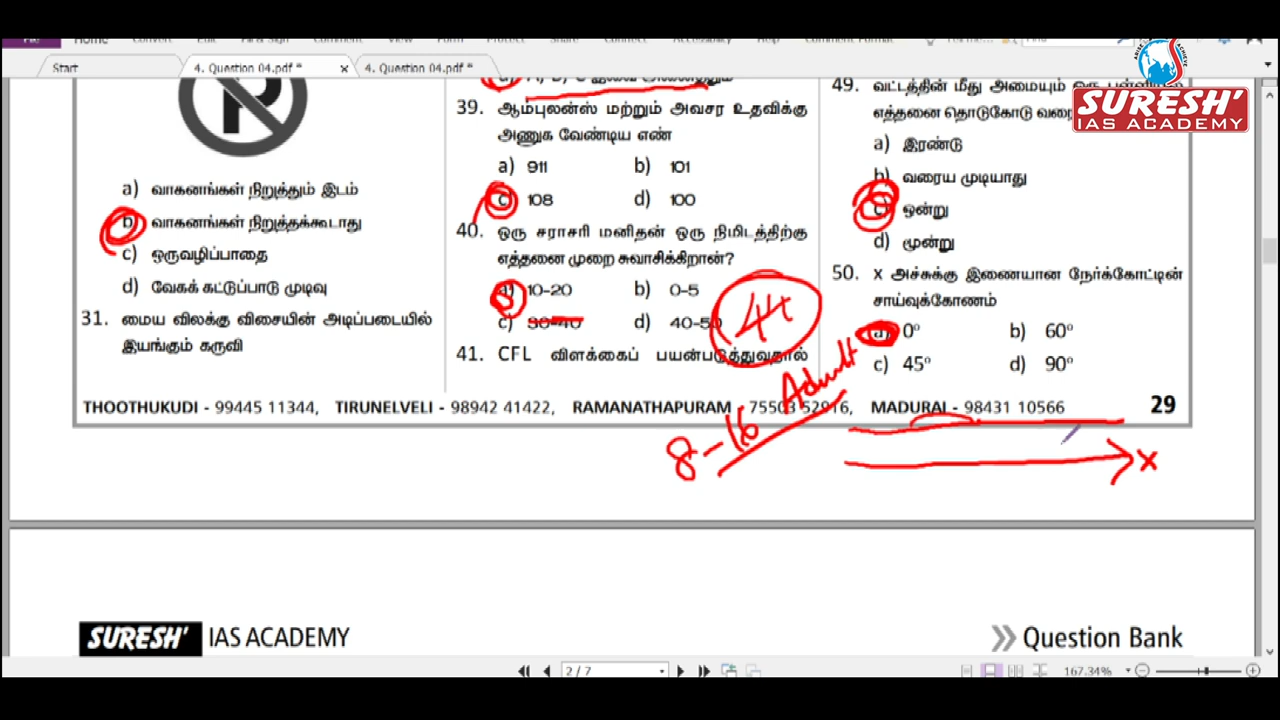 Start
4. Question 04.pdf * x
4. Question 04.pdf *
SURESH'
IAS ACADEMY
a) வாகனங்கள் நிறுத்தும் இடம்
b) வாகனங்கள் நிறுத்தக்கூடாது
c) ஒருவழிப்பாதை
d) வேகக் கட்டுப்பாடு முடிவு
31. மைய விலக்கு விசையின் அடிப்படையில்
இயங்கும் கருவி
39. ஆம்புலன்ஸ் மற்றும் அவசர உதவிக்கு
அணுக வேண்டிய எண்
a) 911 b) 101
c) 108 d) 100
40. ஒரு சராசரி மனிதன் ஒரு நிமிடத்திற்கு
எத்தனை முறை சுவாசிக்கிறான்?
a) 10-20 b) 0-5
c) 30-40 d) 40-50
41. CFL விளக்கைப் பயன்படுத்துவதால்
49. வட்டத்தின் மீது அமையும் ஒரு
எத்தனை தொடுகோடு
a) இரண்டு
b) வரைய முடியாது
c) ஒன்று
d) மூன்று
50. x அச்சுக்கு இணையான நேர்க்கோட்டின்
சாய்வுக்கோணம்
a) 0° b) 60°
c) 45° d) 90°
44
8-16 Adult
x
THOOTHUKUDI - 99445 11344, TIRUNELVELI - 98942 41422, RAMANATHAPURAM - 75503 52916, MADURAI - 98431 10566 29
SURESH' IAS ACADEMY
Question Bank
2 / 7
167.34%